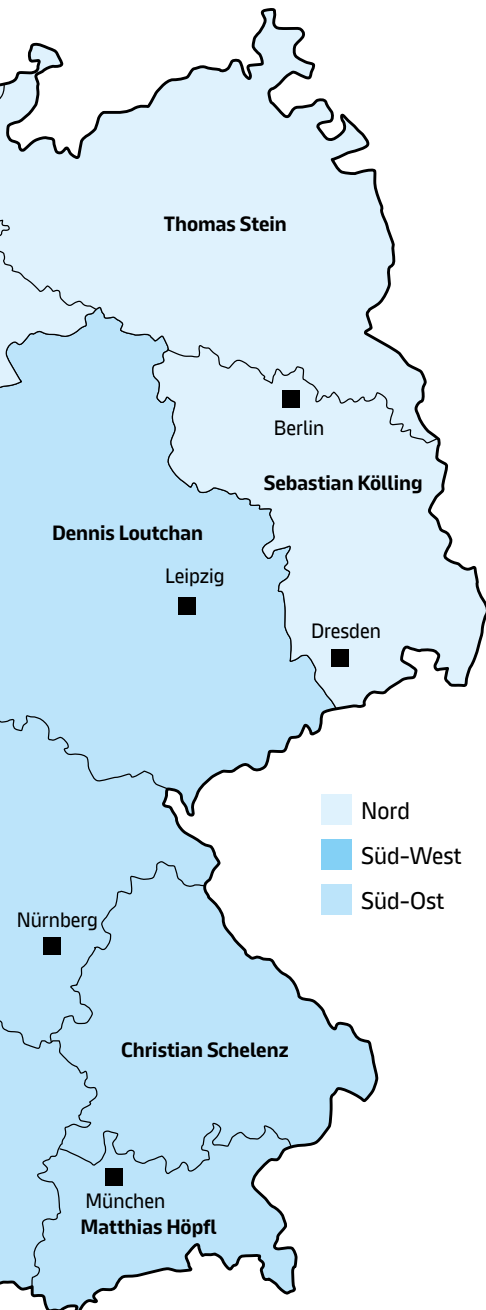 Thomas Stein
Berlin
Sebastian Kölling
Dennis Loutchan
Leipzig
Dresden
Nord
Süd-West
Süd-Ost
Nürnberg
Christian Schelenz
München
Matthias Höpfl